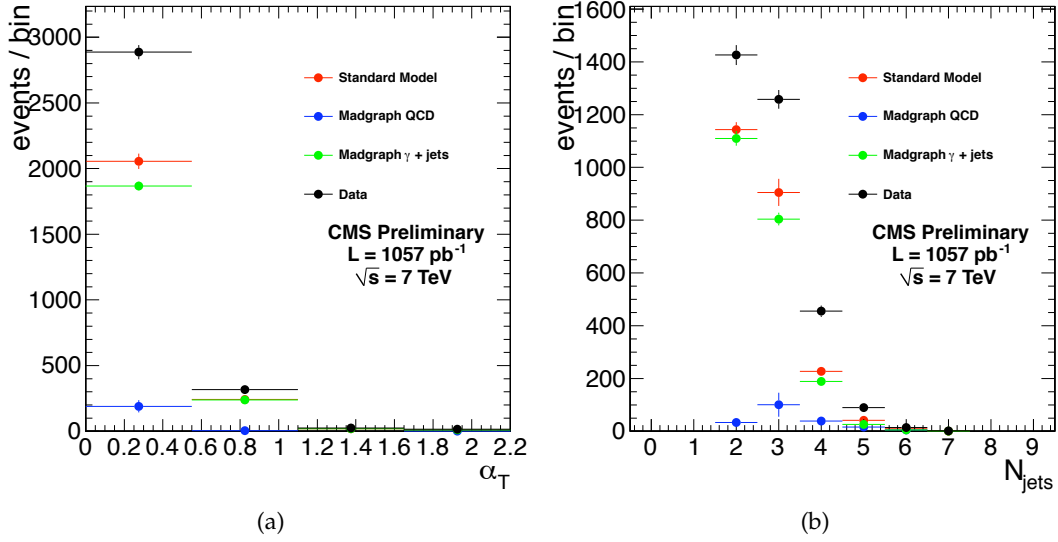 events / bin
3000
2500
2000
1500
1000
500
0
0 0.2 0.4 0.6 0.8 1 1.2 1.4 1.6 1.8 2 2.2
α_T
Standard Model
Madgraph QCD
Madgraph γ + jets
Data
CMS Preliminary
L = 1057 pb⁻¹
√s = 7 TeV
(a)
events / bin
1600
1400
1200
1000
800
600
400
200
0
0 1 2 3 4 5 6 7 8 9
N_jets
Standard Model
Madgraph QCD
Madgraph γ + jets
Data
CMS Preliminary
L = 1057 pb⁻¹
√s = 7 TeV
(b)